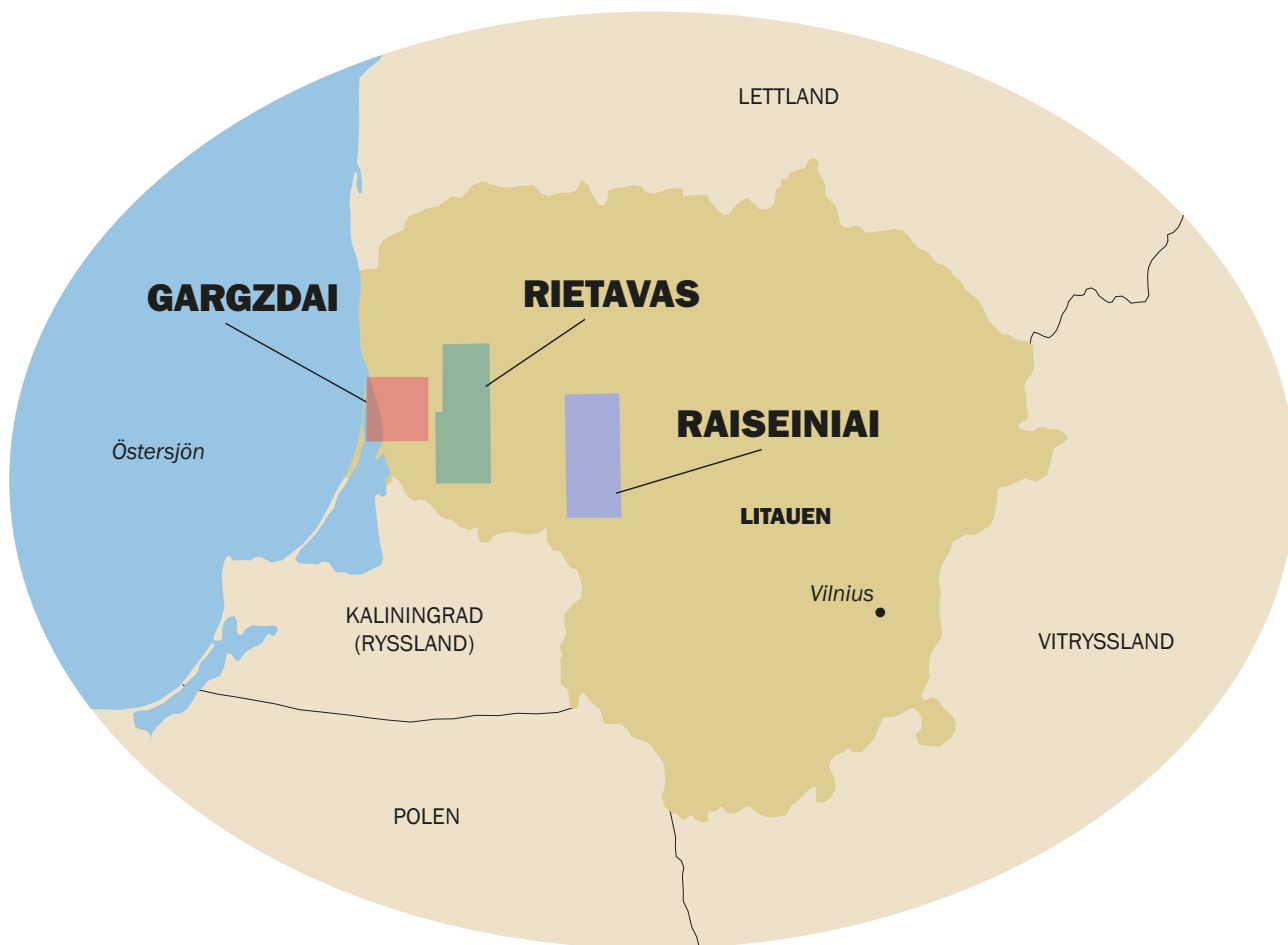 LETTLAND
GARGZDAI
RIETAVAS
RAISEINIAI
Östersjön
LITAUEN
Vilnius
KALININGRAD
(RYSSLAND)
VITRYSSLAND
POLEN